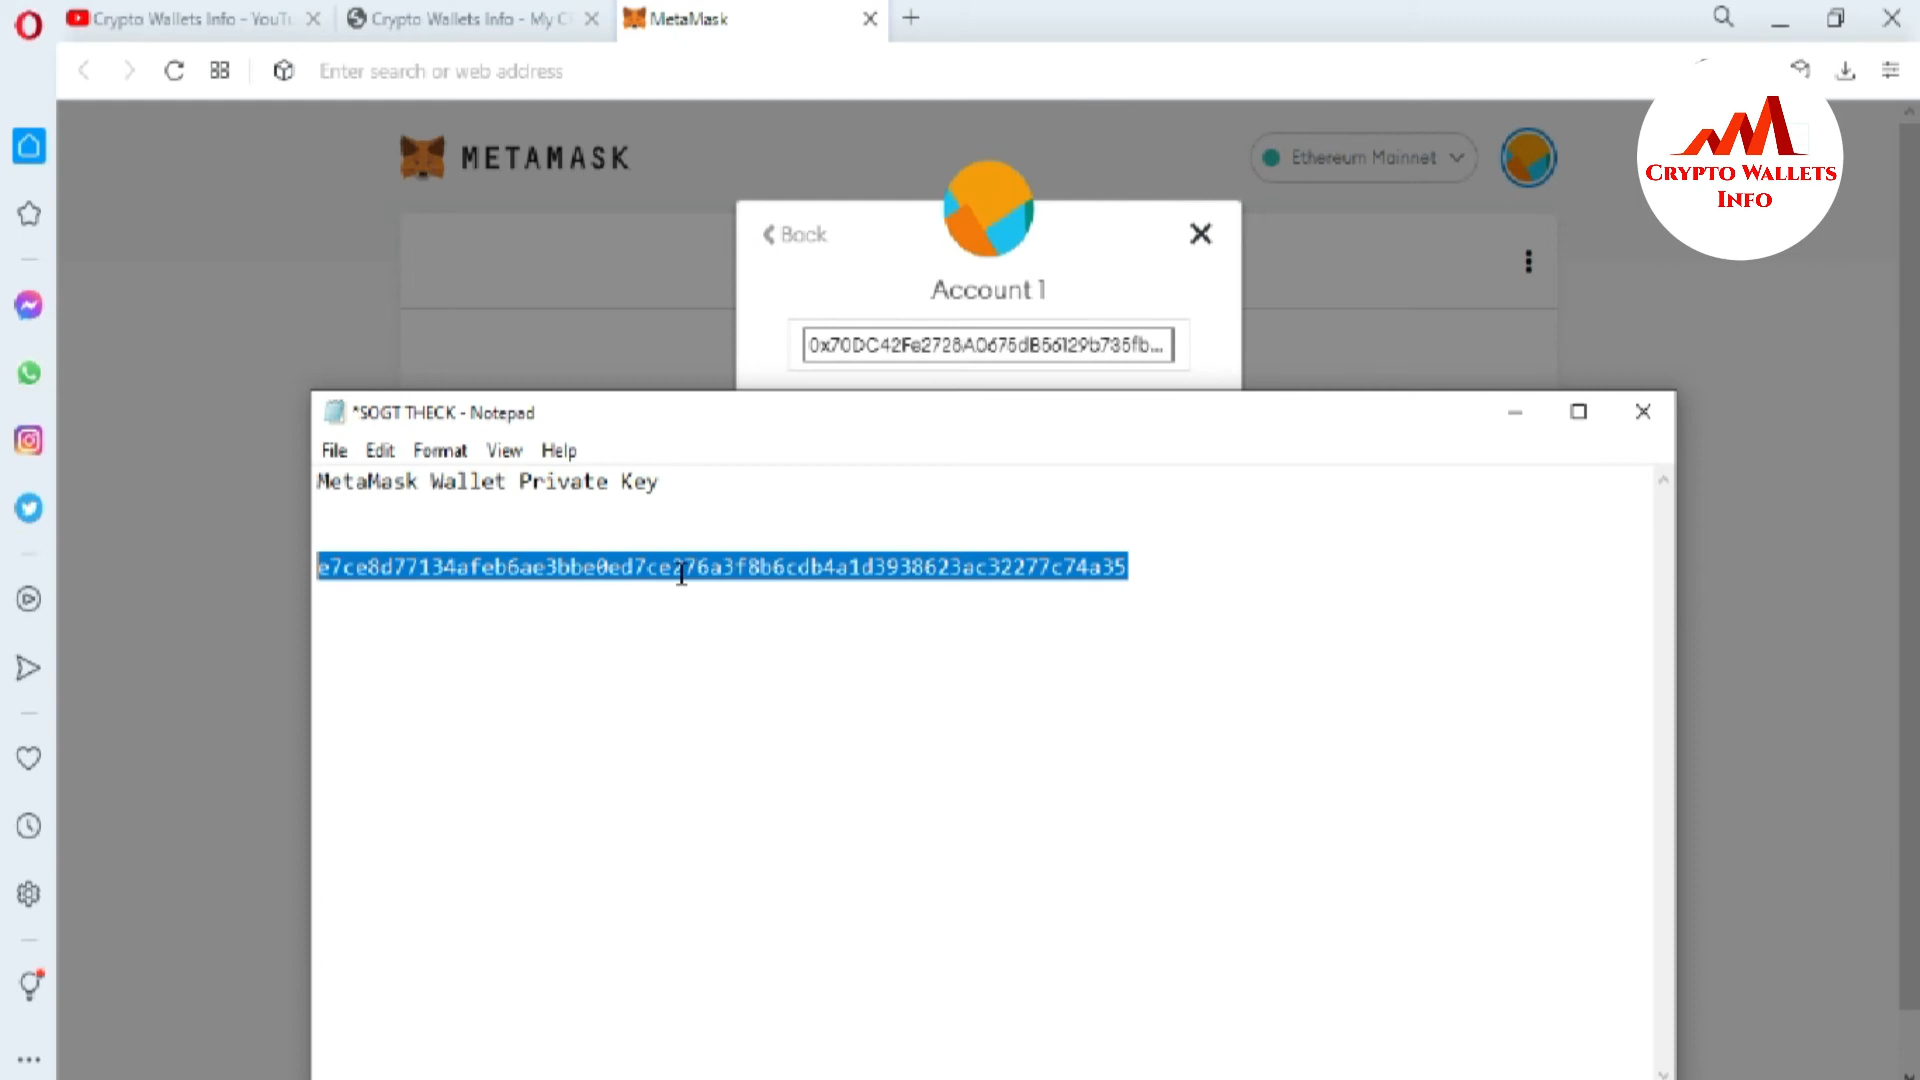 Crypto Wallets Info - YouTu
Crypto Wallets Info - My C
MetaMask
Enter search or web address
METAMASK
Ethereum Mainnet
CRYPTO WALLETS
INFO
Back
Account 1
0x70DC42Fe2728A0675dB56129b735fb...
*SOGT THECK - Notepad
File Edit Format View Help
MetaMask Wallet Private Key
e7ce8d77134afeb6ae3bbe0ed7ce276a3f8b6cdb4a1d3938623ac32277c74a35